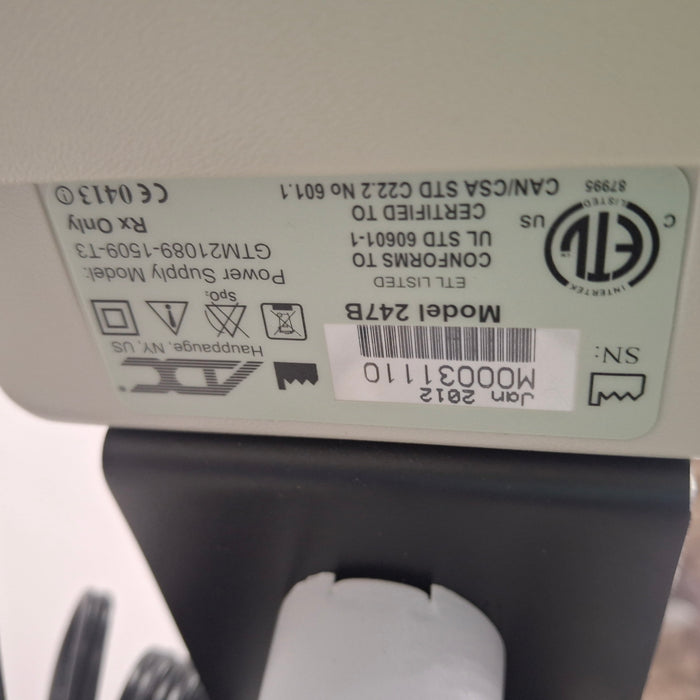 Jan 2012
SN: M00031110
ADC®
Hauppauge, NY, US
Model 247B
SpO₂
ETL LISTED
CONFORMS TO
UL STD 60601-1
CERTIFIED TO
CAN/CSA STD C22.2 No 601.1
INTERTEK
ETL
LISTED
C
US
87995
Power Supply Model:
GTM21089-1509-T3
Rx Only
CE 0413